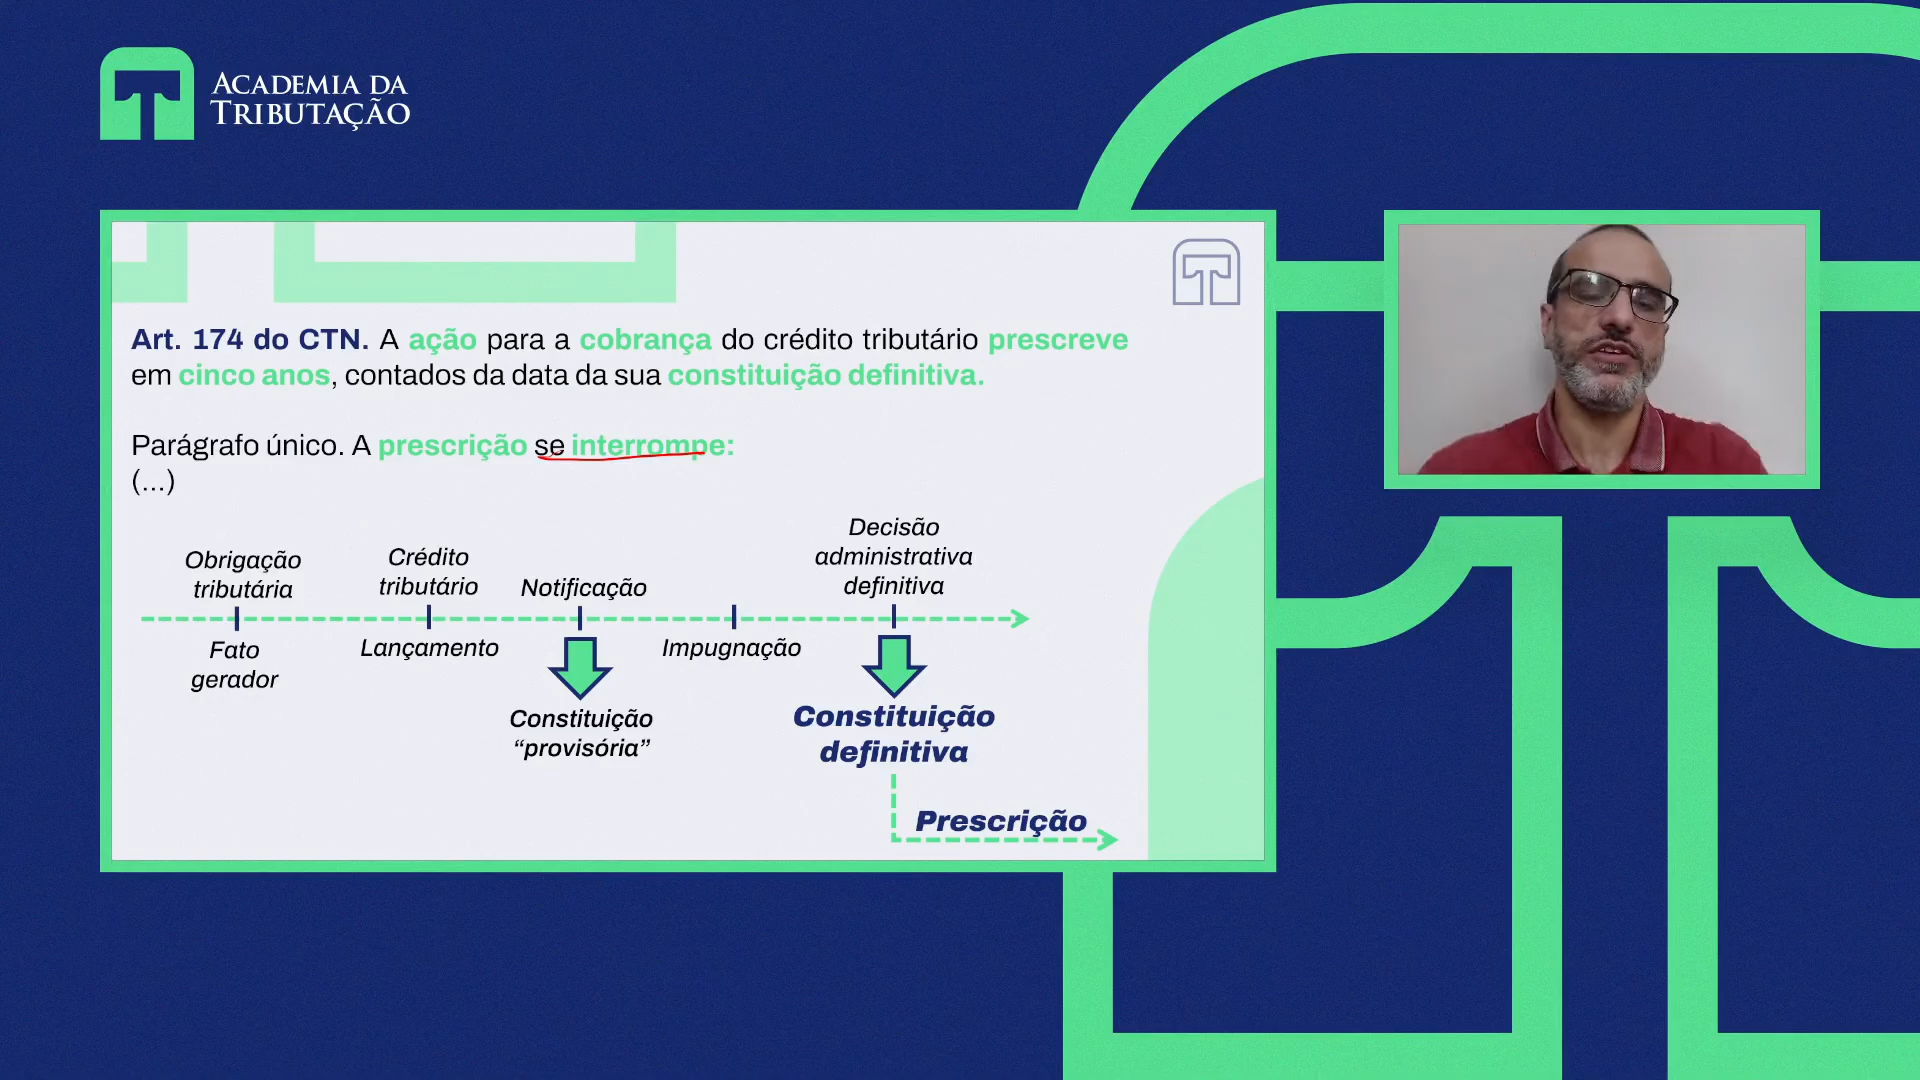 ACADEMIA DA
TRIBUTAÇÃO
Art. 174 do CTN. A ação para a cobrança do crédito tributário prescreve
em cinco anos, contados da data da sua constituição definitiva.
Parágrafo único. A prescrição se interrompe:
(...)
Obrigação
tributária
Crédito
tributário
Notificação
Decisão
administrativa
definitiva
Fato
gerador
Lançamento
Impugnação
Constituição
“provisória”
Constituição
definitiva
Prescrição